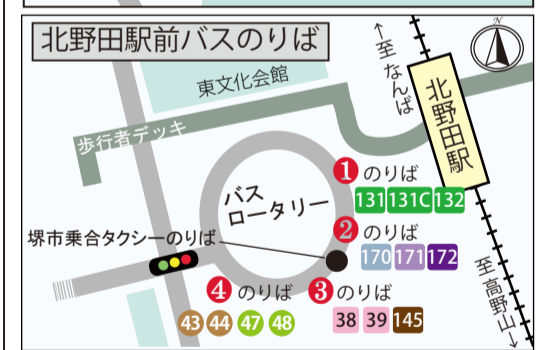 北野田駅前バスのりば
N
東文化会館
歩行者デッキ
↑至 なんば
北野田駅
至 高野山↓
バス
ロータリー
1 のりば
131 131C 132
2 のりば
170 171 172
堺市乗合タクシーのりば
4 のりば
43 44 47 48
3 のりば
38 39 145